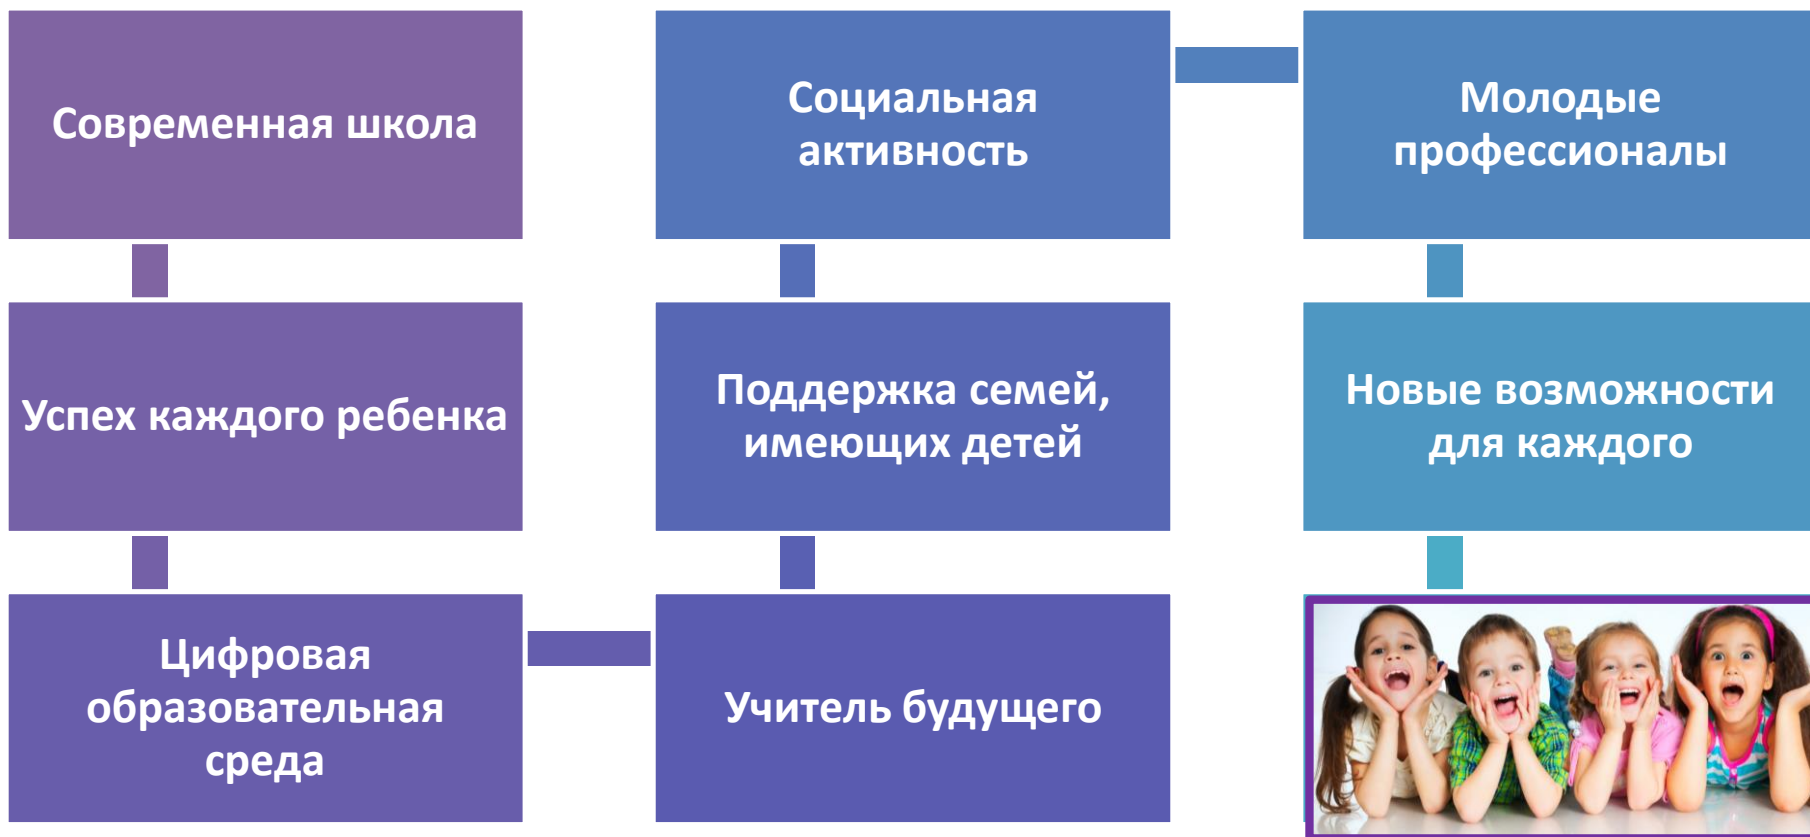 Современная школа
Успех каждого ребенка
Цифровая
образовательная
среда
Учитель будущего
Поддержка семей,
имеющих детей
Социальная
активность
Молодые
профессионалы
Новые возможности
для каждого